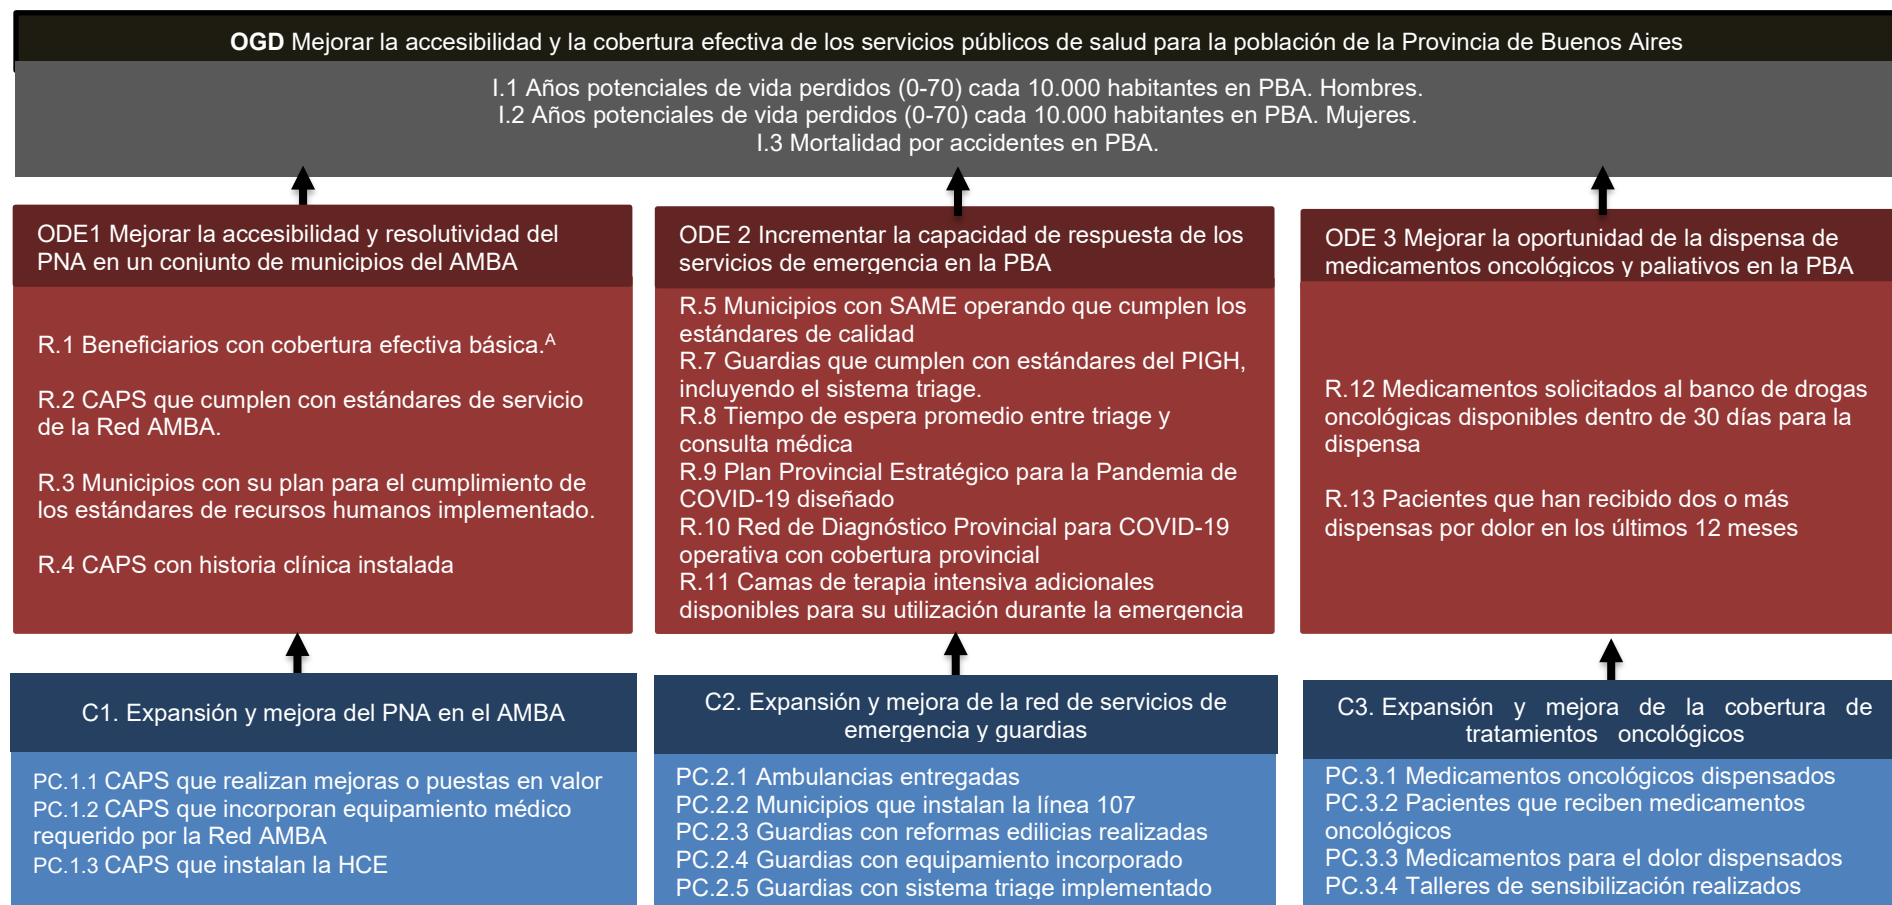 OGD Mejorar la accesibilidad y la cobertura efectiva de los servicios públicos de salud para la población de la Provincia de Buenos Aires
I.1 Años potenciales de vida perdidos (0-70) cada 10.000 habitantes en PBA. Hombres.
I.2 Años potenciales de vida perdidos (0-70) cada 10.000 habitantes en PBA. Mujeres.
I.3 Mortalidad por accidentes en PBA.
ODE1 Mejorar la accesibilidad y resolutividad del
PNA en un conjunto de municipios del AMBA
R.1 Beneficiarios con cobertura efectiva básica.A
R.2 CAPS que cumplen con estándares de servicio
de la Red AMBA.
R.3 Municipios con su plan para el cumplimiento de
los estándares de recursos humanos implementado.
R.4 CAPS con historia clínica instalada
ODE 2 Incrementar la capacidad de respuesta de los
servicios de emergencia en la PBA
R.5 Municipios con SAME operando que cumplen los
estándares de calidad
R.7 Guardias que cumplen con estándares del PIGH,
incluyendo el sistema triage.
R.8 Tiempo de espera promedio entre triage y
consulta médica
R.9 Plan Provincial Estratégico para la Pandemia de
COVID-19 diseñado
R.10 Red de Diagnóstico Provincial para COVID-19
operativa con cobertura provincial
R.11 Camas de terapia intensiva adicionales
disponibles para su utilización durante la emergencia
ODE 3 Mejorar la oportunidad de la dispensa de
medicamentos oncológicos y paliativos en la PBA
R.12 Medicamentos solicitados al banco de drogas
oncológicas disponibles dentro de 30 días para la
dispensa
R.13 Pacientes que han recibido dos o más
dispensas por dolor en los últimos 12 meses
C1. Expansión y mejora del PNA en el AMBA
PC.1.1 CAPS que realizan mejoras o puestas en valor
PC.1.2 CAPS que incorporan equipamiento médico
requerido por la Red AMBA
PC.1.3 CAPS que instalan la HCE
C2. Expansión y mejora de la red de servicios de
emergencia y guardias
PC.2.1 Ambulancias entregadas
PC.2.2 Municipios que instalan la línea 107
PC.2.3 Guardias con reformas edilicias realizadas
PC.2.4 Guardias con equipamiento incorporado
PC.2.5 Guardias con sistema triage implementado
C3. Expansión y mejora de la cobertura de
tratamientos oncológicos
PC.3.1 Medicamentos oncológicos dispensados
PC.3.2 Pacientes que reciben medicamentos
oncológicos
PC.3.3 Medicamentos para el dolor dispensados
PC.3.4 Talleres de sensibilización realizados